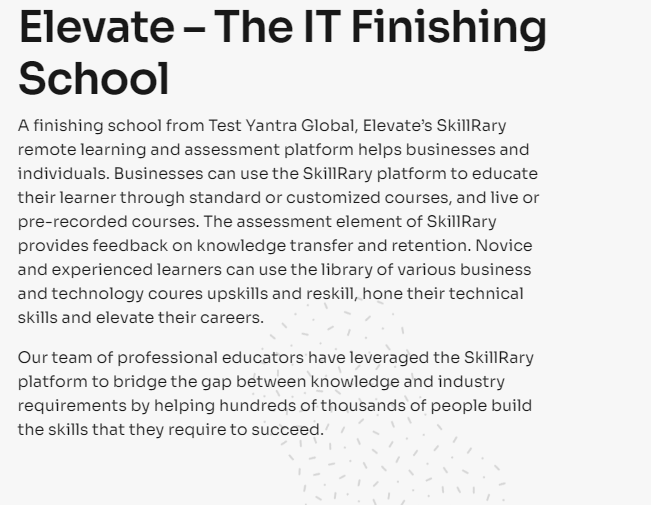 Elevate – The IT Finishing
School
A finishing school from Test Yantra Global, Elevate’s SkillRary
remote learning and assessment platform helps businesses and
individuals. Businesses can use the SkillRary platform to educate
their learner through standard or customized courses, and live or
pre-recorded courses. The assessment element of SkillRary
provides feedback on knowledge transfer and retention. Novice
and experienced learners can use the library of various business
and technology coures upskills and reskill, hone their technical
skills and elevate their careers.
Our team of professional educators have leveraged the SkillRary
platform to bridge the gap between knowledge and industry
requirements by helping hundreds of thousands of people build
the skills that they require to succeed.